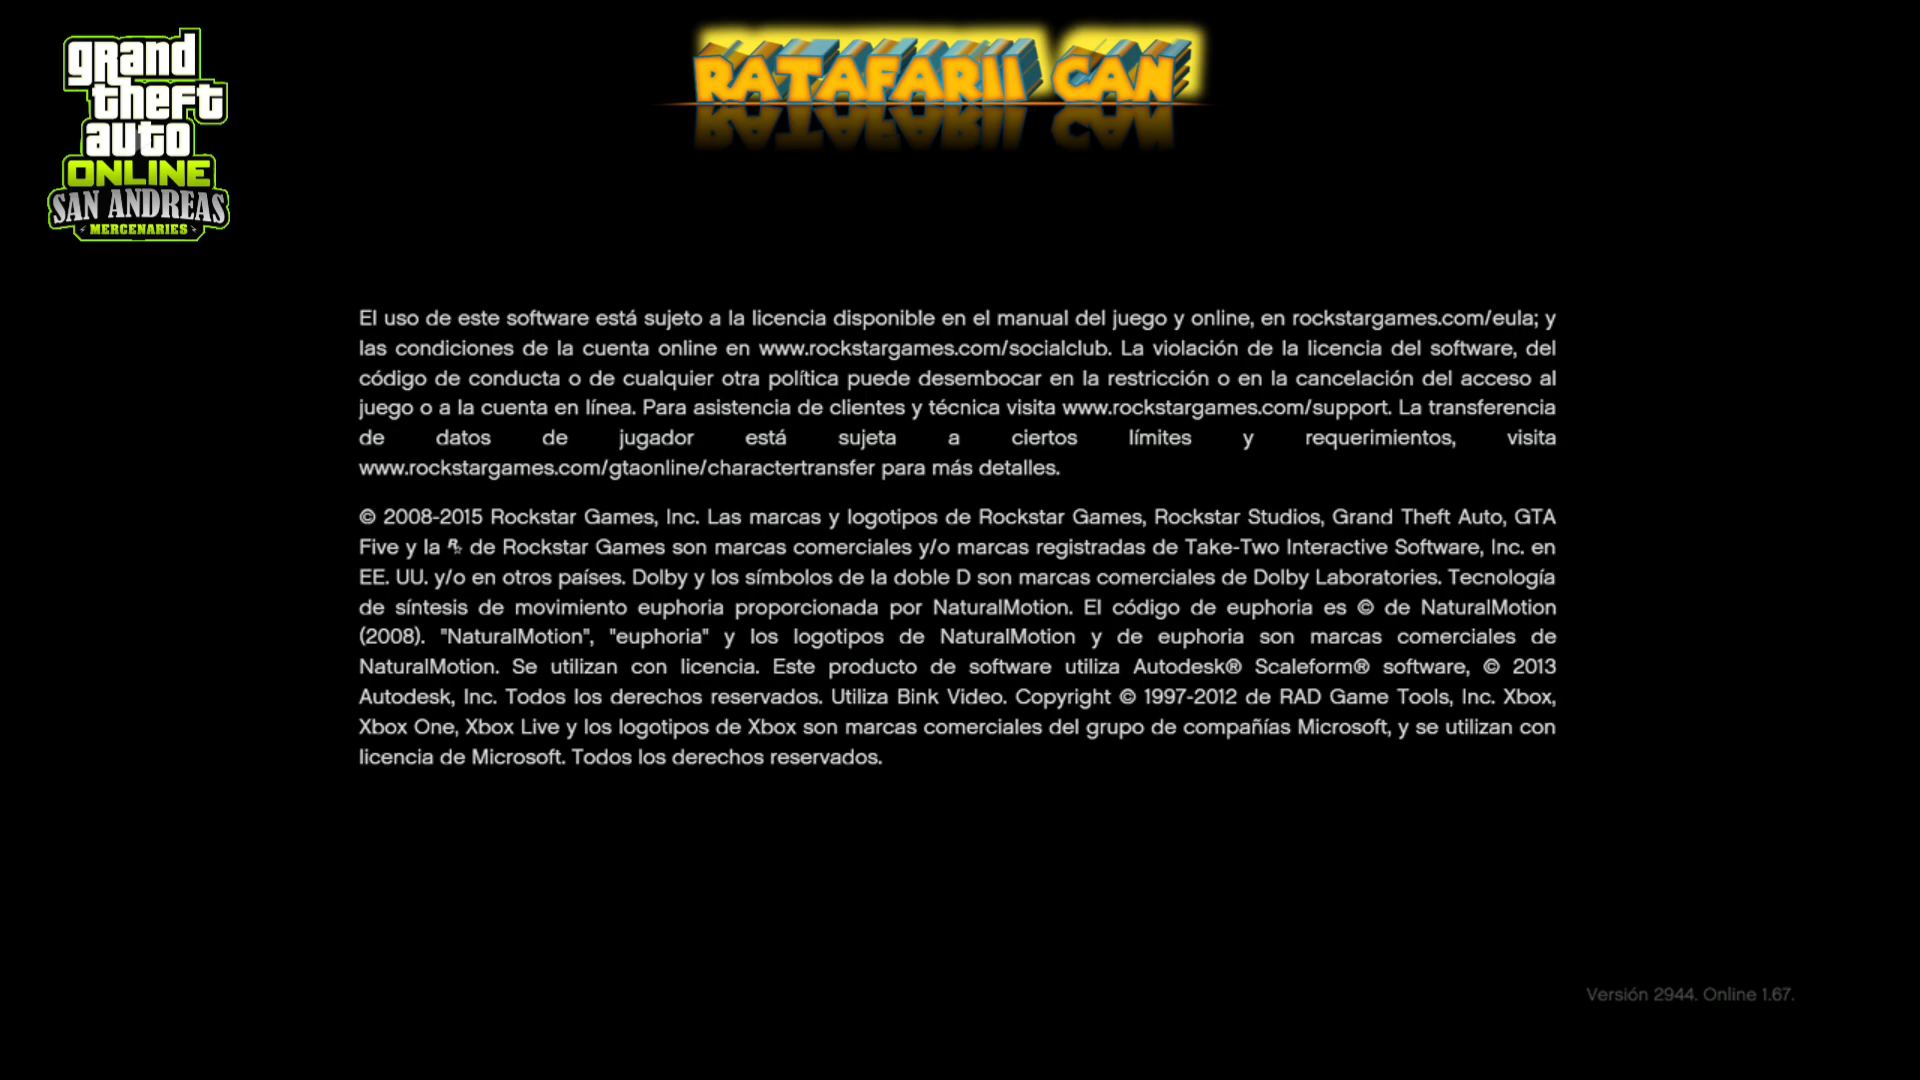 grand
theft
auto
ONLINE
SAN ANDREAS
MERCENARIES
RATAFARII CAN
El uso de este software está sujeto a la licencia disponible en el manual del juego y online, en rockstargames.com/eula; y
las condiciones de la cuenta online en www.rockstargames.com/socialclub. La violación de la licencia del software, del
código de conducta o de cualquier otra política puede desembocar en la restricción o en la cancelación del acceso al
juego o a la cuenta en línea. Para asistencia de clientes y técnica visita www.rockstargames.com/support. La transferencia
de datos de jugador está sujeta a ciertos límites y requerimientos, visita
www.rockstargames.com/gtaonline/charactertransfer para más detalles.
© 2008-2015 Rockstar Games, Inc. Las marcas y logotipos de Rockstar Games, Rockstar Studios, Grand Theft Auto, GTA
Five y la R* de Rockstar Games son marcas comerciales y/o marcas registradas de Take-Two Interactive Software, Inc. en
EE. UU. y/o en otros países. Dolby y los símbolos de la doble D son marcas comerciales de Dolby Laboratories. Tecnología
de síntesis de movimiento euphoria proporcionada por NaturalMotion. El código de euphoria es © de NaturalMotion
(2008). "NaturalMotion", "euphoria" y los logotipos de NaturalMotion y de euphoria son marcas comerciales de
NaturalMotion. Se utilizan con licencia. Este producto de software utiliza Autodesk® Scaleform® software, © 2013
Autodesk, Inc. Todos los derechos reservados. Utiliza Bink Video. Copyright © 1997-2012 de RAD Game Tools, Inc. Xbox,
Xbox One, Xbox Live y los logotipos de Xbox son marcas comerciales del grupo de compañías Microsoft, y se utilizan con
licencia de Microsoft. Todos los derechos reservados.
Versión 2944. Online 1.67.